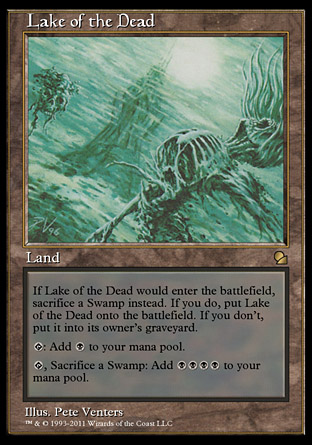 Lake of the Dead
PV 96
Land
If Lake of the Dead would enter the battlefield,
sacrifice a Swamp instead. If you do, put Lake
of the Dead onto the battlefield. If you don't,
put it into its owner's graveyard.
: Add to your mana pool.
, Sacrifice a Swamp: Add to your
mana pool.
Illus. Pete Venters
™ & © 1993-2011 Wizards of the Coast LLC